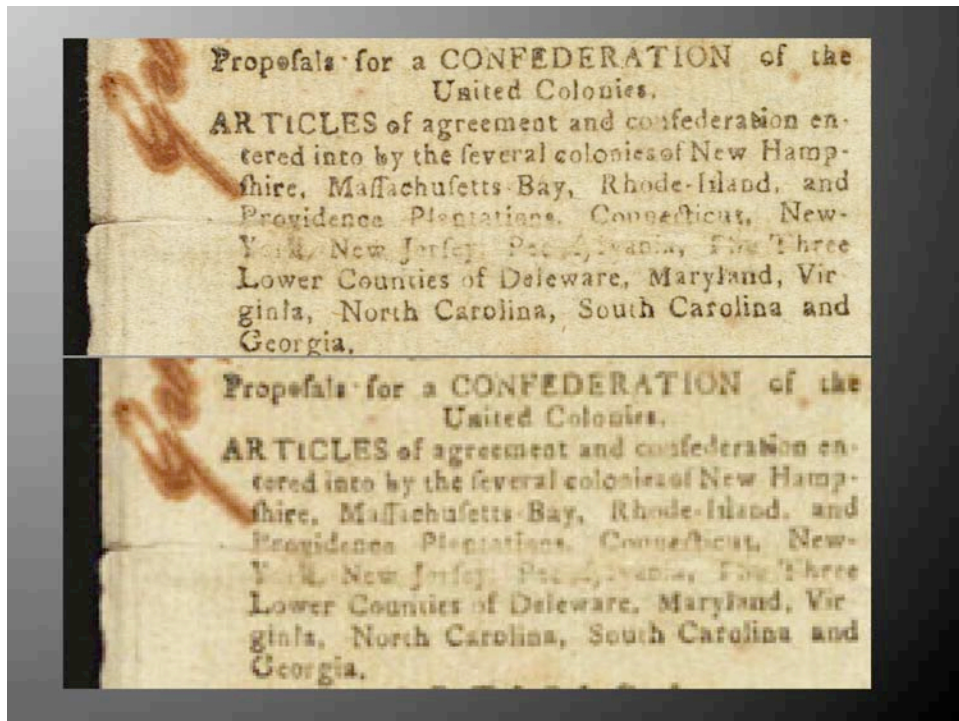 Propoſals for a CONFEDERATION of the
United Colonies.
ARTICLES of agreement and confederation en-
tered into by the ſeveral colonies of New Hamp-
ſhire, Maſſachuſetts-Bay, Rhode-Iſland, and
Providence Plantations, Connecticut, New-
York, New Jerſey, The Three
Lower Counties of Deleware, Maryland, Vir
ginia, North Carolina, South Carolina and
Georgia.
Propoſals for a CONFEDERATION of the
United Colonies.
ARTICLES of agreement and confederation en-
tered into by the ſeveral colonies of New Hamp-
ſhire, Maſſachuſetts-Bay, Rhode-Iſland, and
Providence Plantations, Connecticut, New-
York, New Jerſey, The Three
Lower Counties of Deleware, Maryland, Vir
ginia, North Carolina, South Carolina and
Georgia.